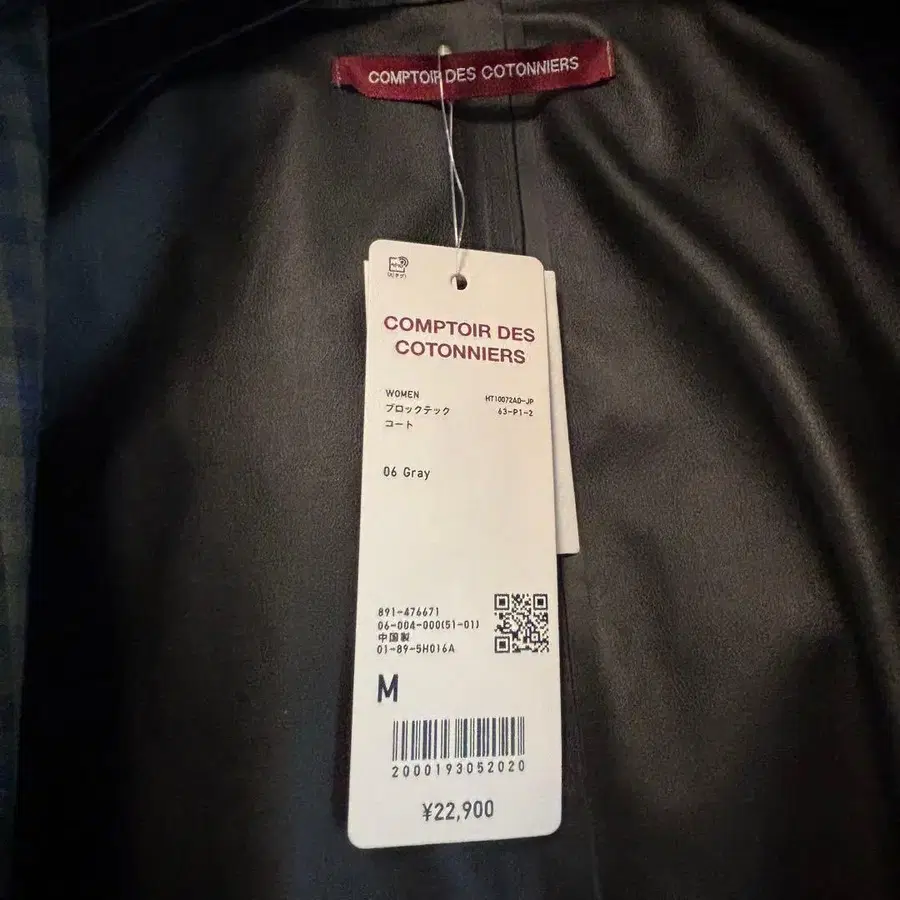 COMPTOIR DES COTONNIERS
COMPTOIR DES
COTONNIERS
WOMEN HT10072AD-JP
ブロックテック 63-P1-2
コート
06 Gray
891-476671
06-004-000(51-01)
中国製
01-89-5H016A
M
2000193052020
¥22,900